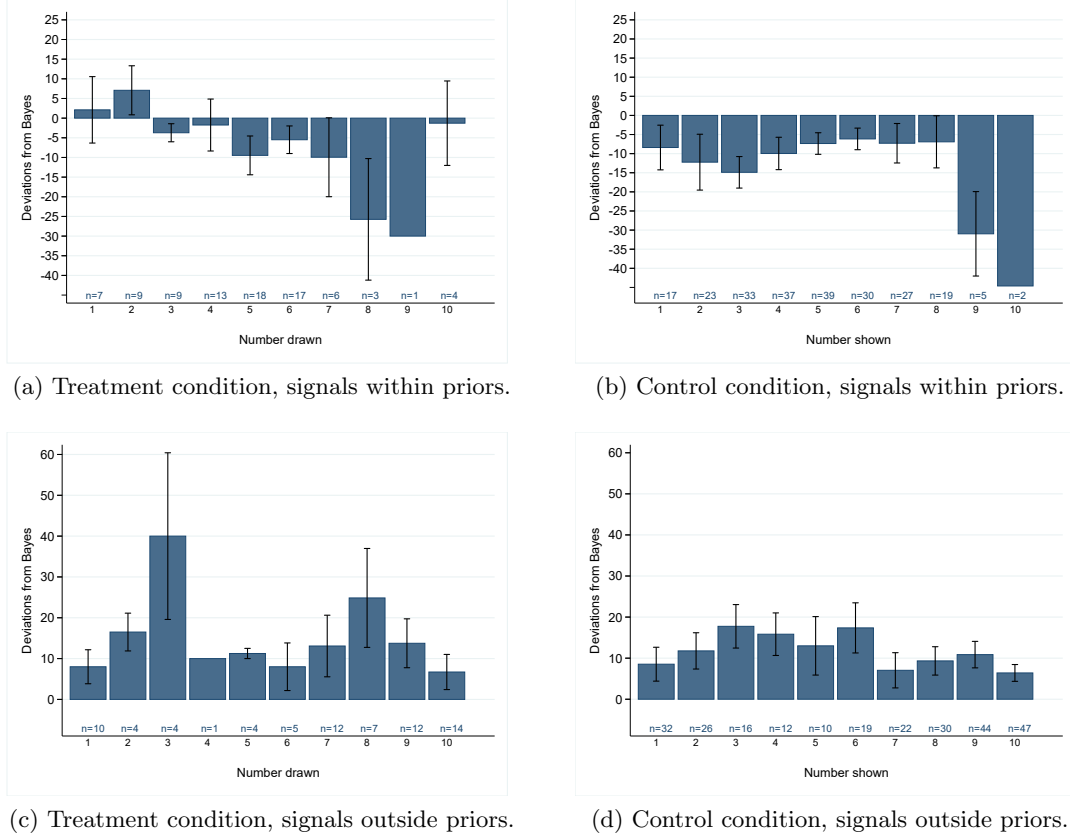 25
20
15
10
5
0
-5
-10
-15
-20
-25
-30
-35
-40
Deviations from Bayes
n=7 n=9 n=9 n=13 n=18 n=17 n=6 n=3 n=1 n=4
1 2 3 4 5 6 7 8 9 10
Number drawn
(a) Treatment condition, signals within priors.
25
20
15
10
5
0
-5
-10
-15
-20
-25
-30
-35
-40
Deviations from Bayes
n=17 n=23 n=33 n=37 n=39 n=30 n=27 n=19 n=5 n=2
1 2 3 4 5 6 7 8 9 10
Number shown
(b) Control condition, signals within priors.
60
50
40
30
20
10
0
Deviations from Bayes
n=10 n=4 n=4 n=1 n=4 n=5 n=12 n=7 n=12 n=14
1 2 3 4 5 6 7 8 9 10
Number drawn
(c) Treatment condition, signals outside priors.
60
50
40
30
20
10
0
Deviations from Bayes
n=32 n=26 n=16 n=12 n=10 n=19 n=22 n=30 n=44 n=47
1 2 3 4 5 6 7 8 9 10
Number shown
(d) Control condition, signals outside priors.